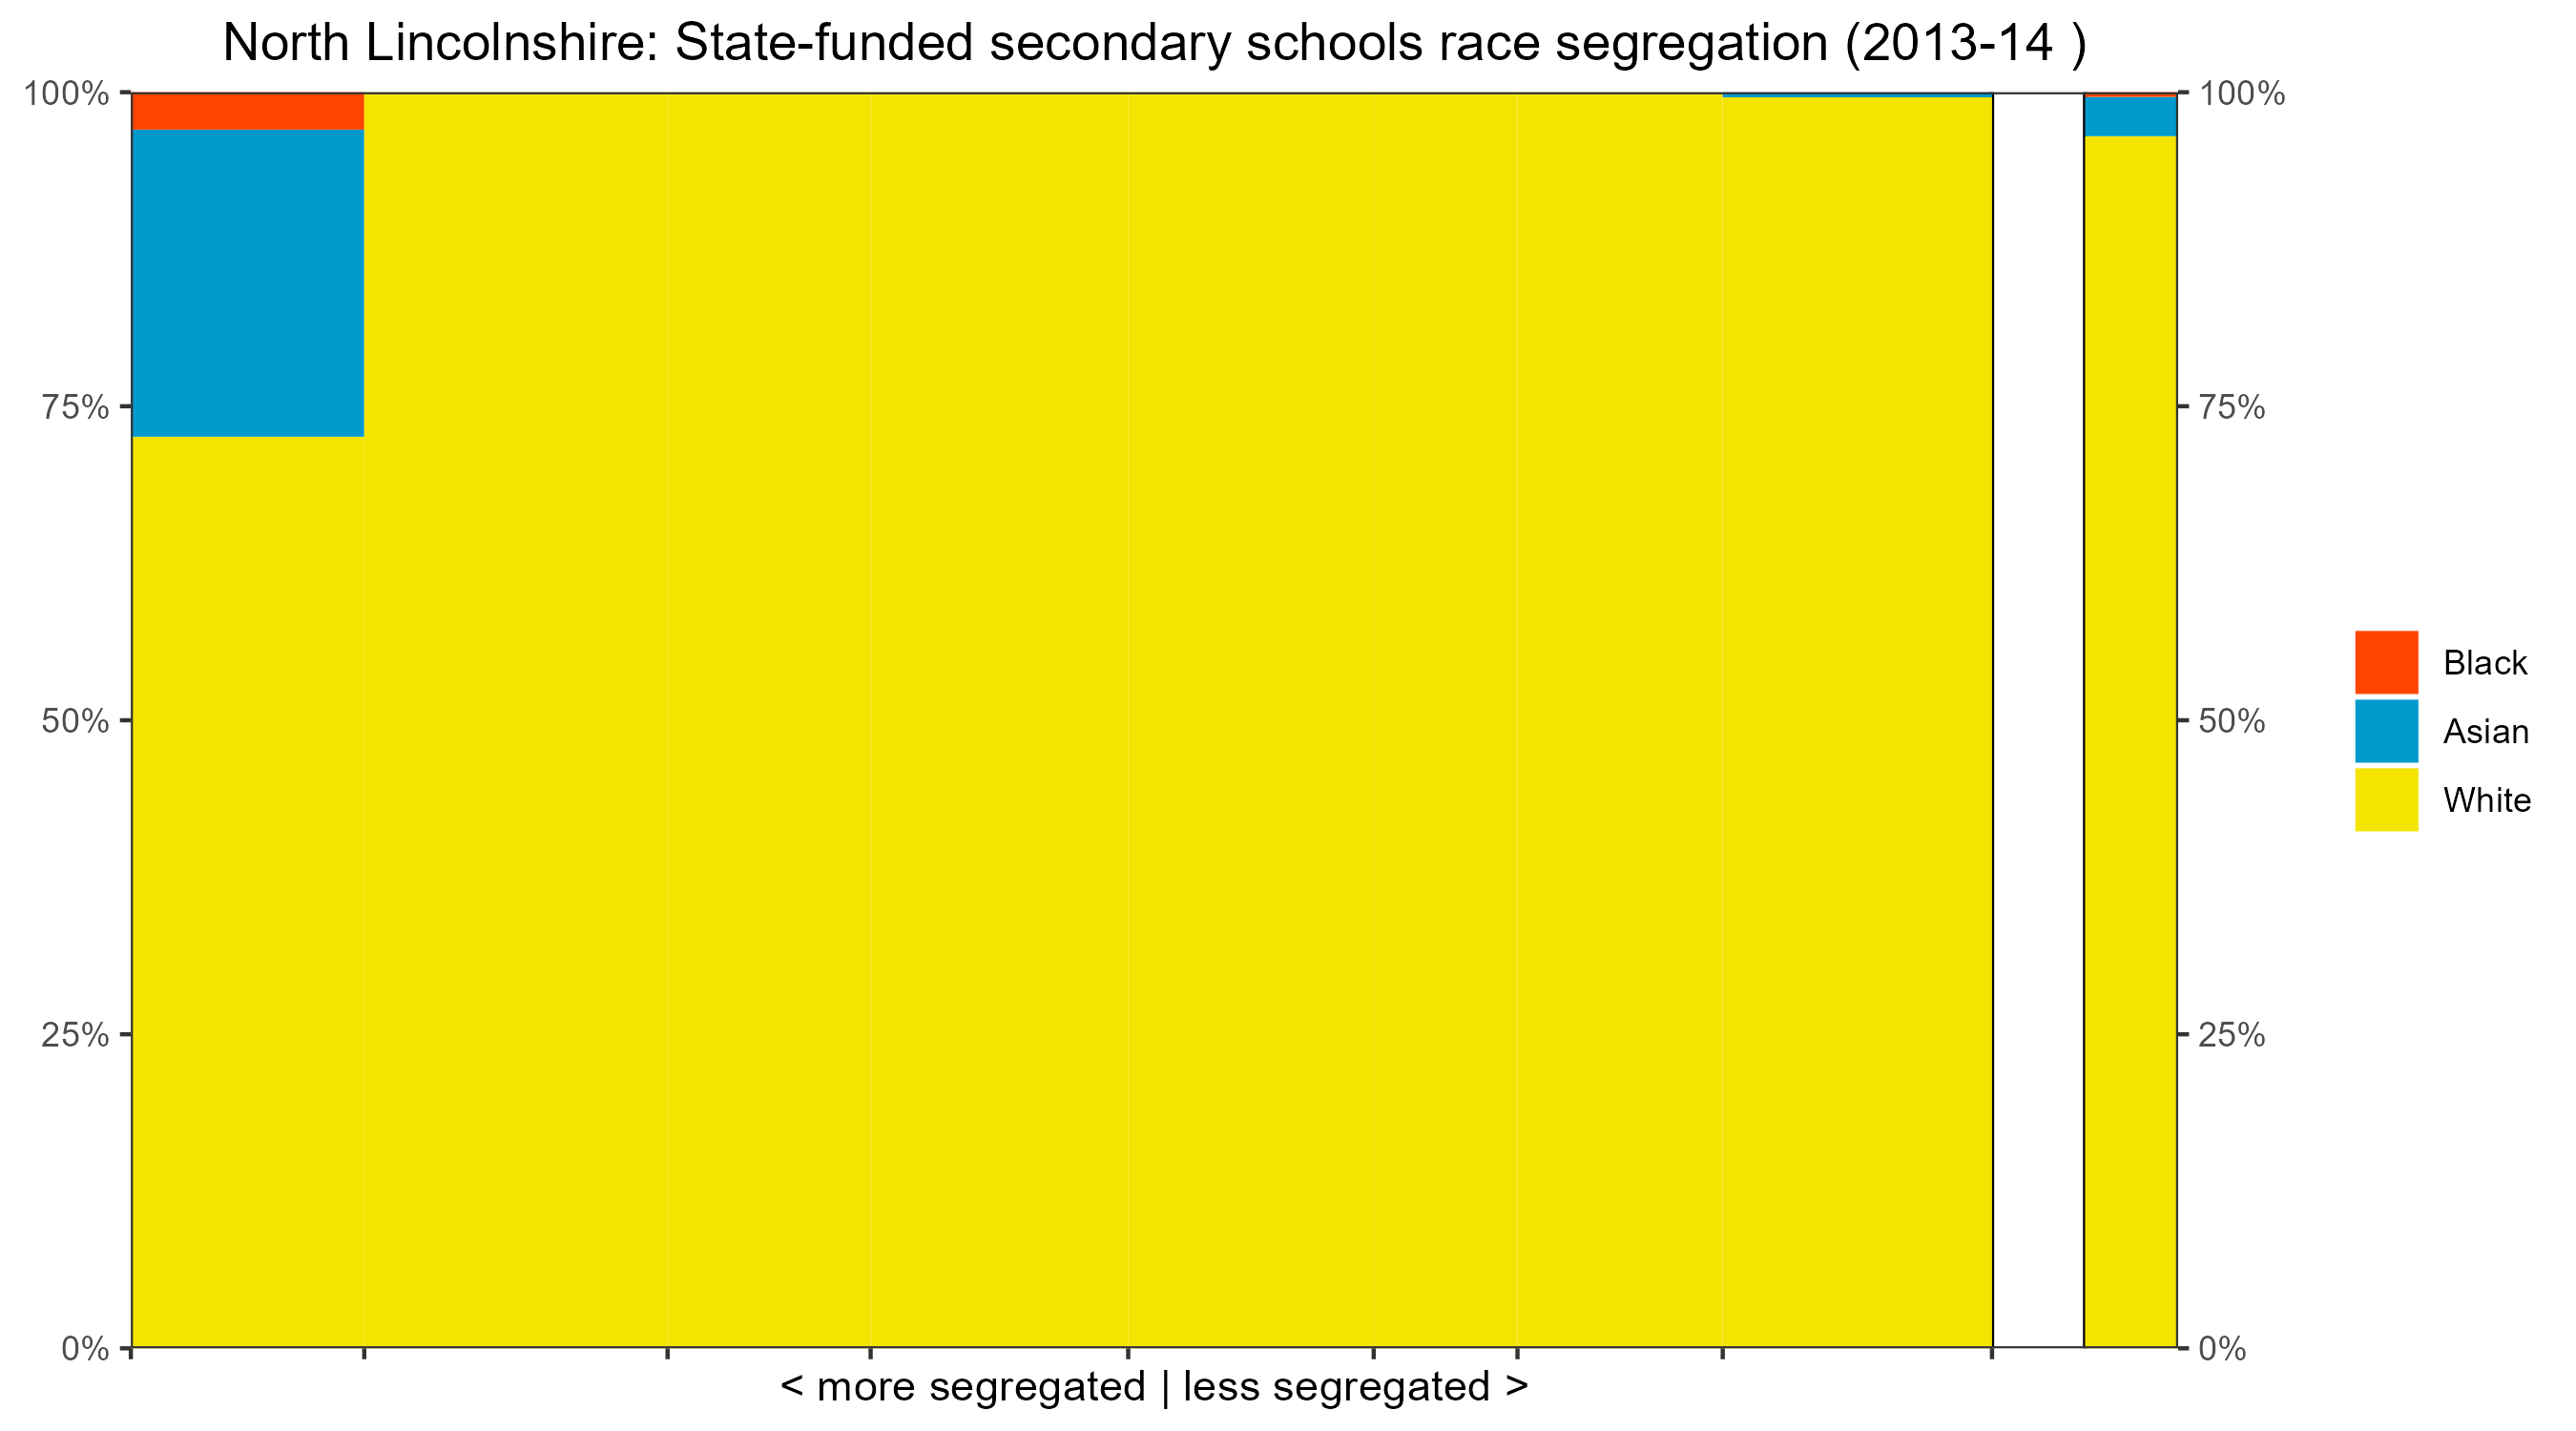 North Lincolnshire: State-funded secondary schools race segregation (2013-14 )
100%
75%
50%
25%
0%
100%
75%
50%
25%
0%
Black
Asian
White
< more segregated | less segregated >